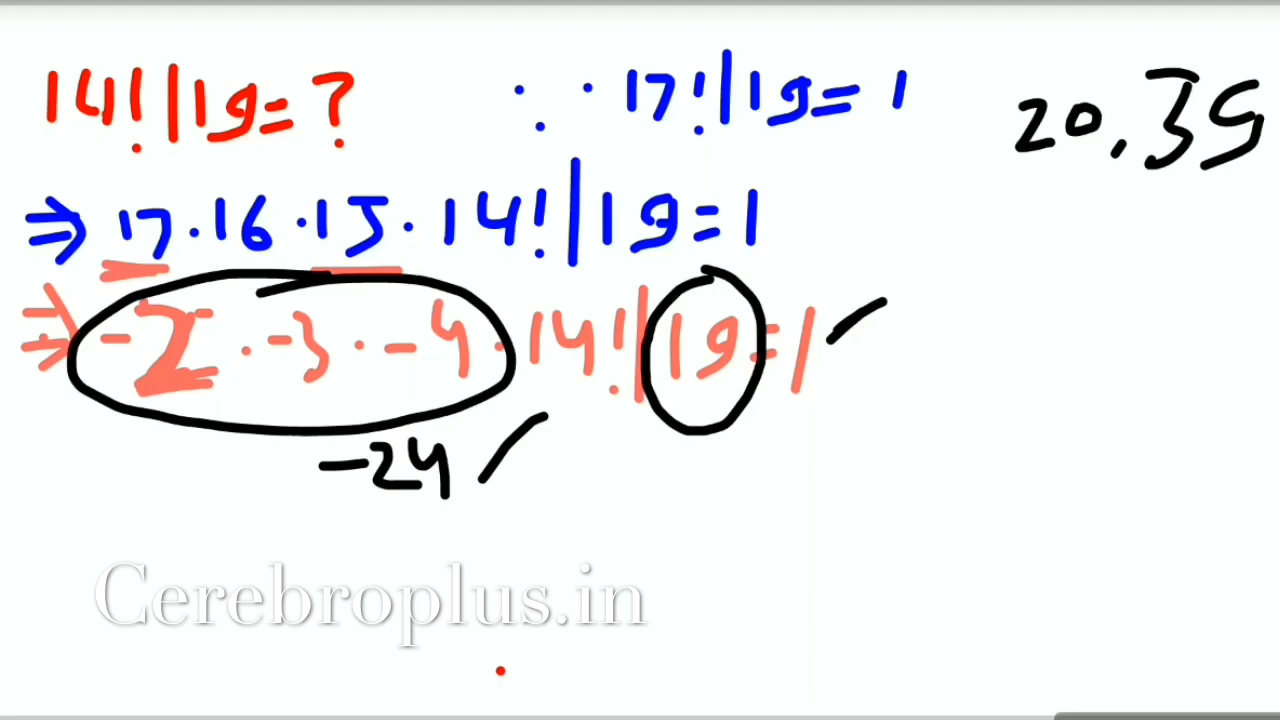 14! | 19 = ?
∵ 17! | 19 = 1
20, 39
⇒ 17 · 16 · 15 · 14! | 19 = 1
⇒ -2 · -3 · -4 · 14! | 19 = 1
-24
Cerebroplus.in